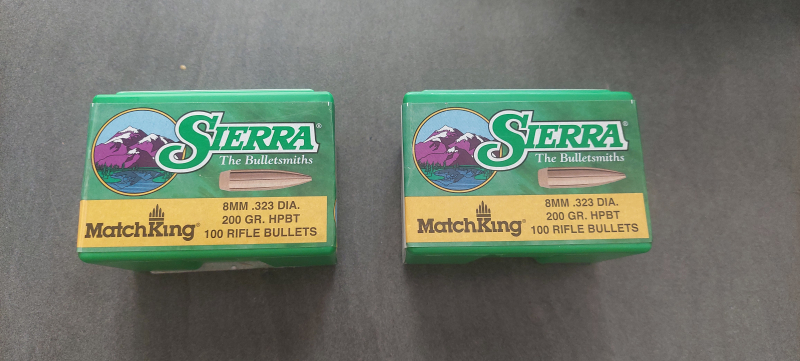 SIERRA®
The Bulletsmiths
MatchKing®
8MM .323 DIA.
200 GR. HPBT
100 RIFLE BULLETS
SIERRA®
The Bulletsmiths
MatchKing®
8MM .323 DIA.
200 GR. HPBT
100 RIFLE BULLETS